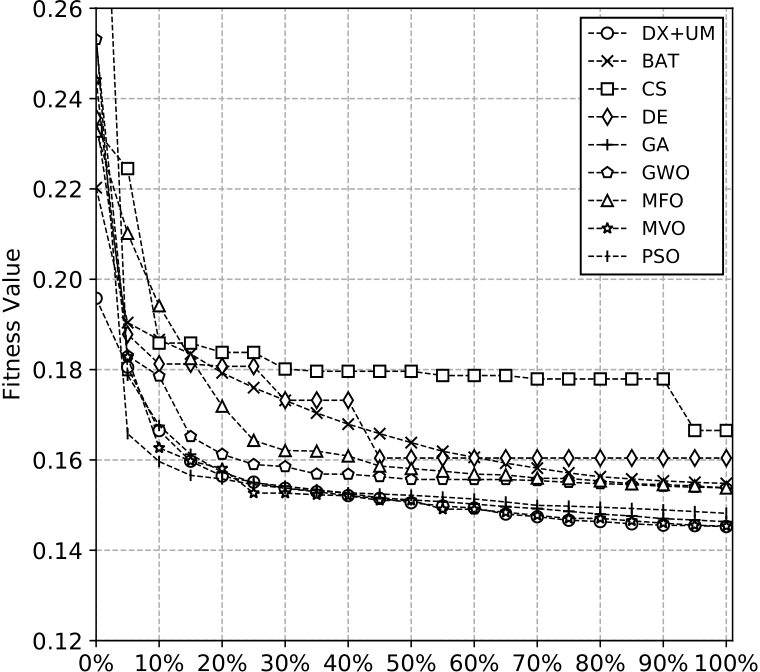 0.26
0.24
0.22
0.20
0.18
0.16
0.14
0.12
Fitness Value
DX+UM
BAT
CS
DE
GA
GWO
MFO
MVO
PSO
0% 10% 20% 30% 40% 50% 60% 70% 80% 90% 100%